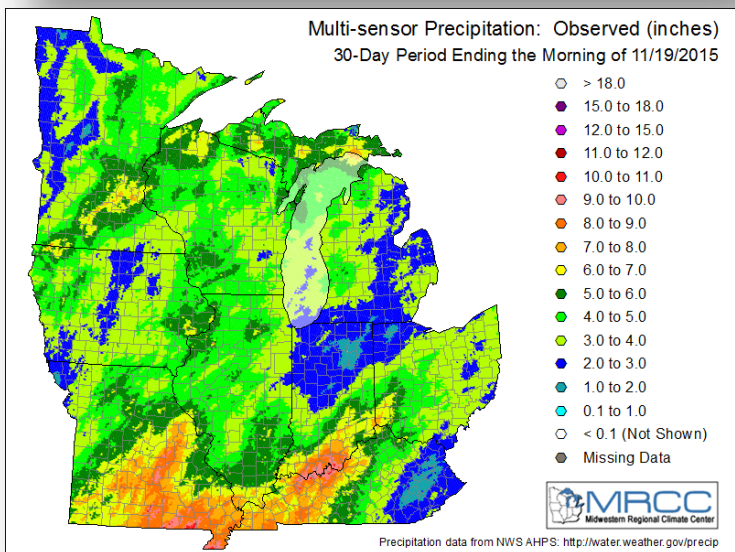 Multi-sensor Precipitation: Observed (inches)
30-Day Period Ending the Morning of 11/19/2015
> 18.0
15.0 to 18.0
12.0 to 15.0
11.0 to 12.0
10.0 to 11.0
9.0 to 10.0
8.0 to 9.0
7.0 to 8.0
6.0 to 7.0
5.0 to 6.0
4.0 to 5.0
3.0 to 4.0
2.0 to 3.0
1.0 to 2.0
0.1 to 1.0
< 0.1 (Not Shown)
Missing Data
MRCC
Midwestern Regional Climate Center
Precipitation data from NWS AHPS: http://water.weather.gov/precip